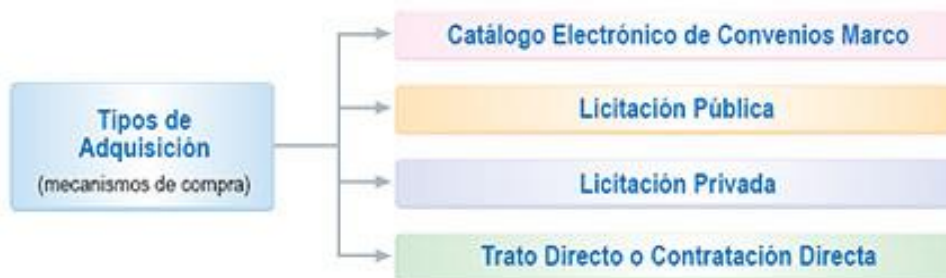 Tipos de
Adquisición
(mecanismos de compra)
Catálogo Electrónico de Convenios Marco
Licitación Pública
Licitación Privada
Trato Directo o Contratación Directa